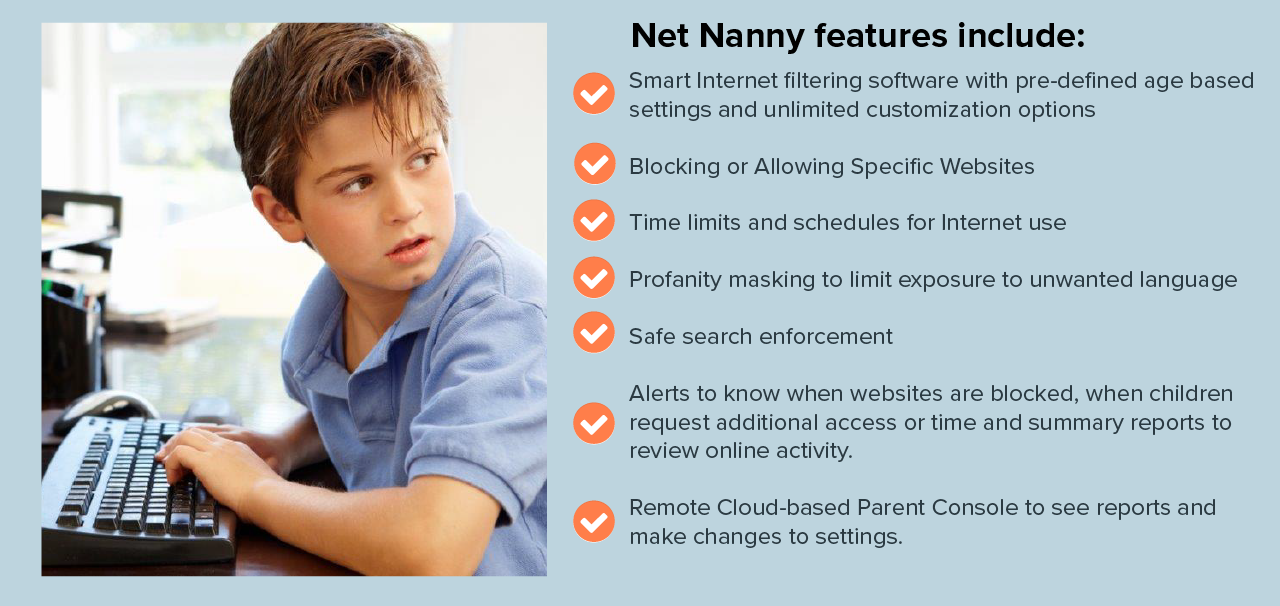 Net Nanny features include:
Smart Internet filtering software with pre-defined age based
settings and unlimited customization options
Blocking or Allowing Specific Websites
Time limits and schedules for Internet use
Profanity masking to limit exposure to unwanted language
Safe search enforcement
Alerts to know when websites are blocked, when children
request additional access or time and summary reports to
review online activity.
Remote Cloud-based Parent Console to see reports and
make changes to settings.